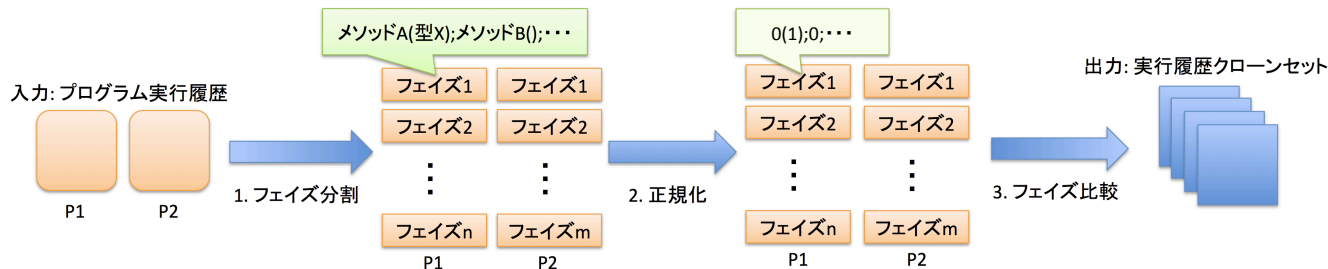 入力: プログラム実行履歴
P1
P2
1. フェイズ分割
メソッドA(型X);メソッドB();・・・
フェイズ1
フェイズ1
フェイズ2
フェイズ2
フェイズn
フェイズm
P1
P2
2. 正規化
0(1);0;・・・
フェイズ1
フェイズ1
フェイズ2
フェイズ2
フェイズn
フェイズm
P1
P2
3. フェイズ比較
出力: 実行履歴クローンセット